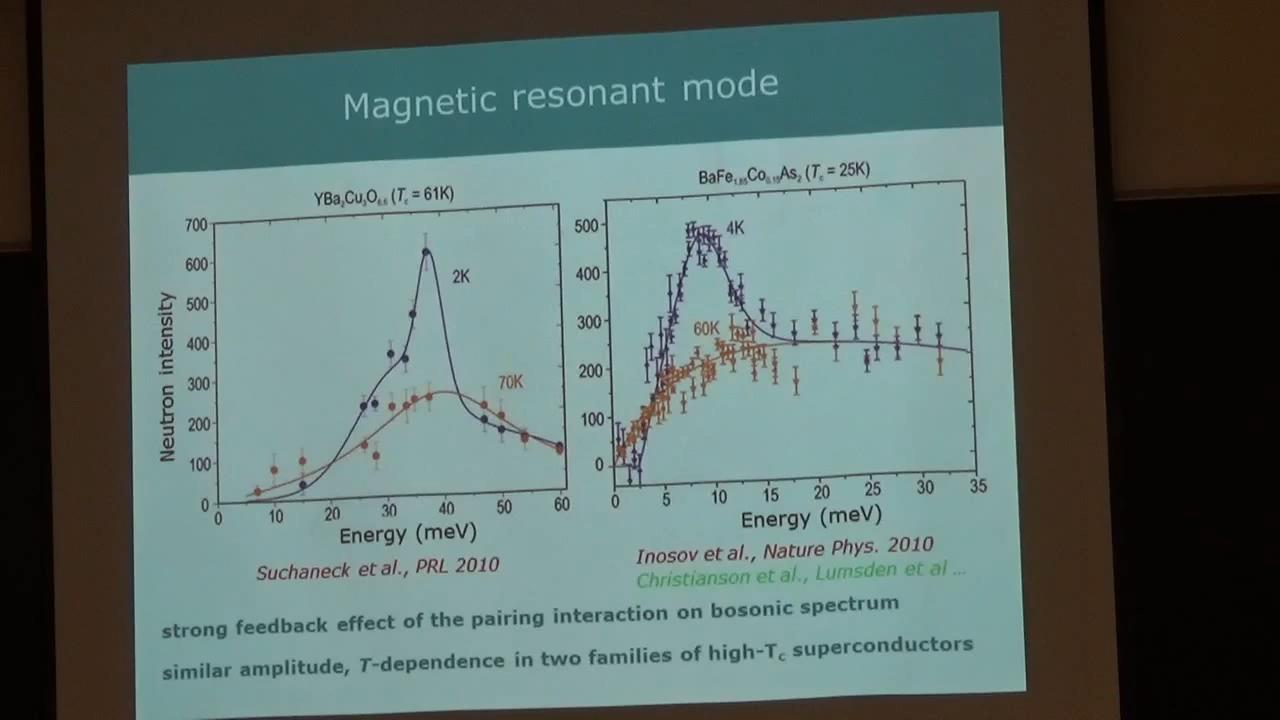 Magnetic resonant mode
YBa₂Cu₃O₆.₆ (Tc = 61K)
700
600
500
400
300
200
100
0
Neutron intensity
2K
70K
0 10 20 30 40 50 60
Energy (meV)
Suchaneck et al., PRL 2010
BaFe₁.₈₅Co₀.₁₅As₂ (Tc = 25K)
500
400
300
200
100
0
4K
60K
0 5 10 15 20 25 30 35
Energy (meV)
Inosov et al., Nature Phys. 2010
Christianson et al., Lumsden et al ...
strong feedback effect of the pairing interaction on bosonic spectrum
similar amplitude, T-dependence in two families of high-Tc superconductors